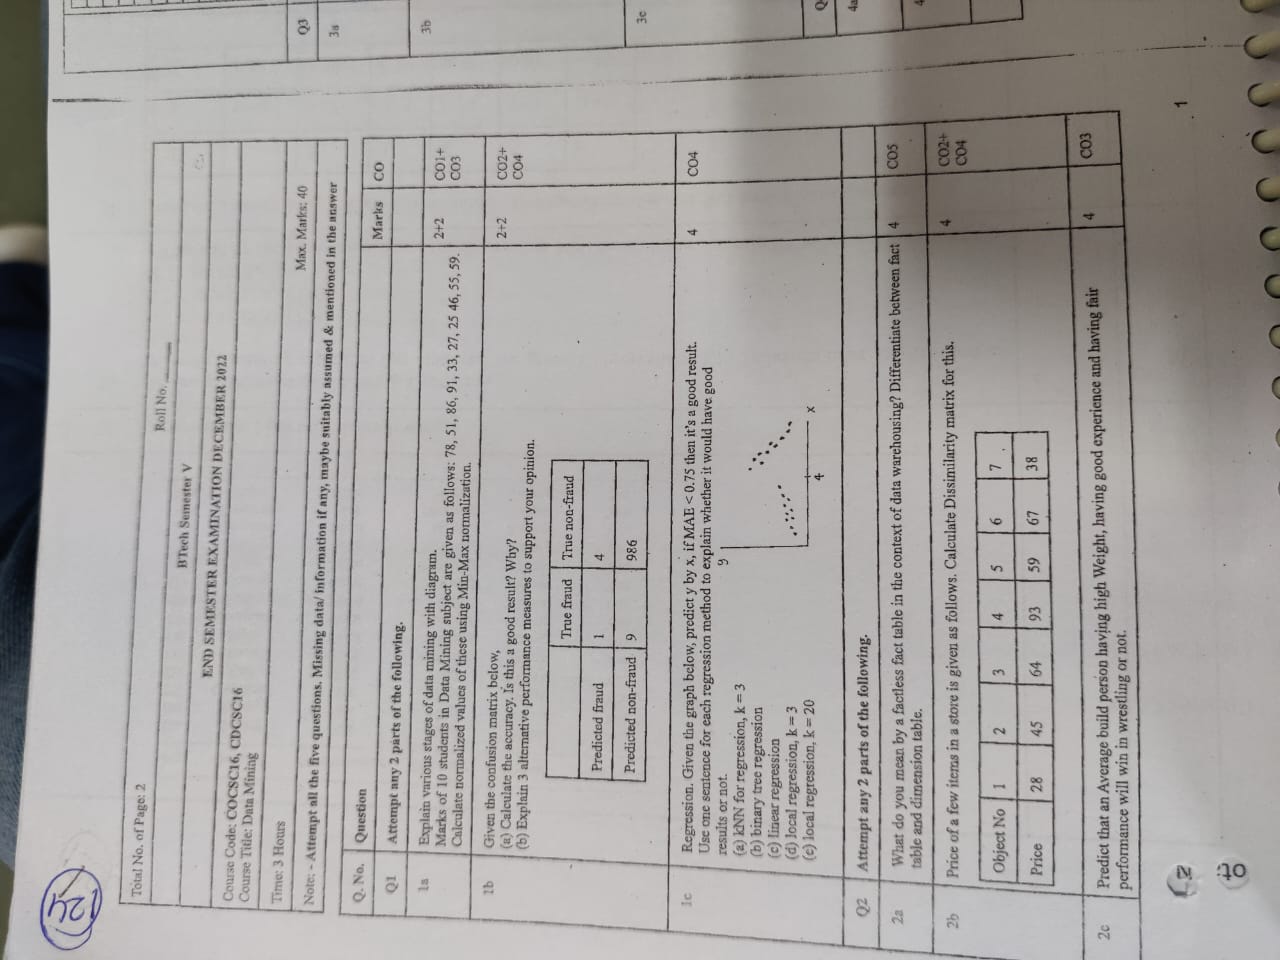 124
Total No. of Page: 2
Roll No.
BTech Semester V
END SEMESTER EXAMINATION DECEMBER 2022
Course Code: COCSC16, CDCSC16
Course Title: Data Mining
Time: 3 Hours Max. Marks: 40
Note: - Attempt all the five questions. Missing data/ information if any, maybe suitably assumed & mentioned in the answer
Q. No. Question Marks CO
Q1 Attempt any 2 parts of the following.
1a Explain various stages of data mining with diagram. 2+2 CO1+
Marks of 10 students in Data Mining subject are given as follows: 78, 51, 86, 91, 33, 27, 25 46, 55, 59. CO3
Calculate normalized values of these using Min-Max normalization.
1b Given the confusion matrix below, 2+2 CO2+
(a) Calculate the accuracy. Is this a good result? Why? CO4
(b) Explain 3 alternative performance measures to support your opinion.
True fraud True non-fraud
Predicted fraud 1 4
Predicted non-fraud 9 986
1c Regression. Given the graph below, predict y by x, if MAE < 0.75 then it's a good result. 4 CO4
Use one sentence for each regression method to explain whether it would have good
results or not.
y
4 x
(a) kNN for regression, k = 3
(b) binary tree regression
(c) linear regression
(d) local regression, k = 3
(e) local regression, k = 20
Q2 Attempt any 2 parts of the following.
2a What do you mean by a factless fact table in the context of data warehousing? Differentiate between fact 4 CO5
table and dimension table.
2b Price of a few items in a store is given as follows. Calculate Dissimilarity matrix for this. 4 CO2+
CO4
Object No 1 2 3 4 5 6 7
Price 28 45 64 93 59 67 38
2c Predict that an Average build person having high Weight, having good experience and having fair 4 CO3
performance will win in wrestling or not.
1
Q3
3a
3b
3c
4a